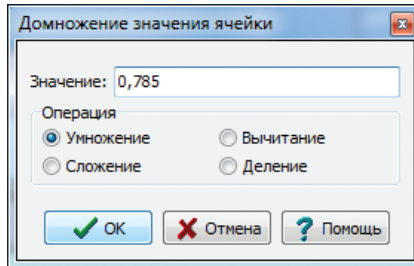 Домножение значения ячейки
Значение: 0,785
Операция
Умножение Вычитание
Сложение Деление
OK Отмена ? Помощь